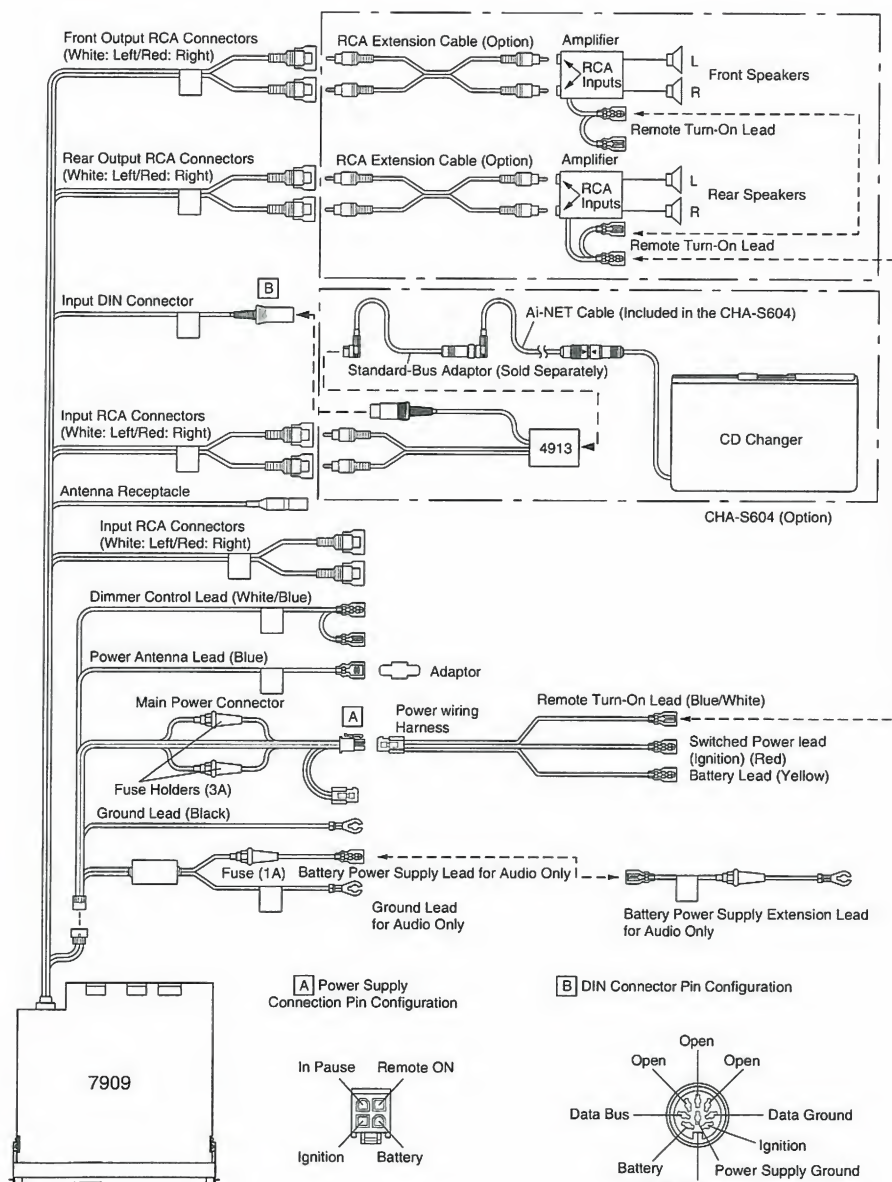 Front Output RCA Connectors
(White: Left/Red: Right)
RCA Extension Cable (Option)
Amplifier
RCA
Inputs
L
R
Front Speakers
Remote Turn-On Lead
Rear Output RCA Connectors
(White: Left/Red: Right)
RCA Extension Cable (Option)
Amplifier
RCA
Inputs
L
R
Rear Speakers
Remote Turn-On Lead
Input DIN Connector
B
Ai-NET Cable (Included in the CHA-S604)
Standard-Bus Adaptor (Sold Separately)
Input RCA Connectors
(White: Left/Red: Right)
4913
CD Changer
CHA-S604 (Option)
Antenna Receptacle
Input RCA Connectors
(White: Left/Red: Right)
Dimmer Control Lead (White/Blue)
Power Antenna Lead (Blue)
Adaptor
Main Power Connector
A
Power wiring
Harness
Remote Turn-On Lead (Blue/White)
Switched Power lead
(Ignition) (Red)
Battery Lead (Yellow)
Fuse Holders (3A)
Ground Lead (Black)
Fuse (1A)
Battery Power Supply Lead for Audio Only
Ground Lead
for Audio Only
Battery Power Supply Extension Lead
for Audio Only
7909
A Power Supply
Connection Pin Configuration
In Pause
Remote ON
Ignition
Battery
B DIN Connector Pin Configuration
Open
Open
Open
Data Bus
Data Ground
Ignition
Battery
Power Supply Ground